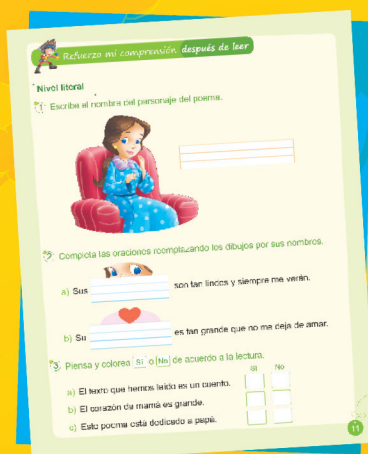 Refuerzo mi comprensión después de leer
Nivel literal
1. Escribe el nombre del personaje del poema.
2. Completa las oraciones reemplazando los dibujos por sus nombres.
a) Sus son tan lindos y siempre me verán.
b) Su es tan grande que no me deja de amar.
3. Piensa y colorea Sí o No de acuerdo a la lectura.
Sí No
a) El texto que hemos leído es un cuento.
b) El corazón de mamá es grande.
c) Este poema está dedicado a papá.
11